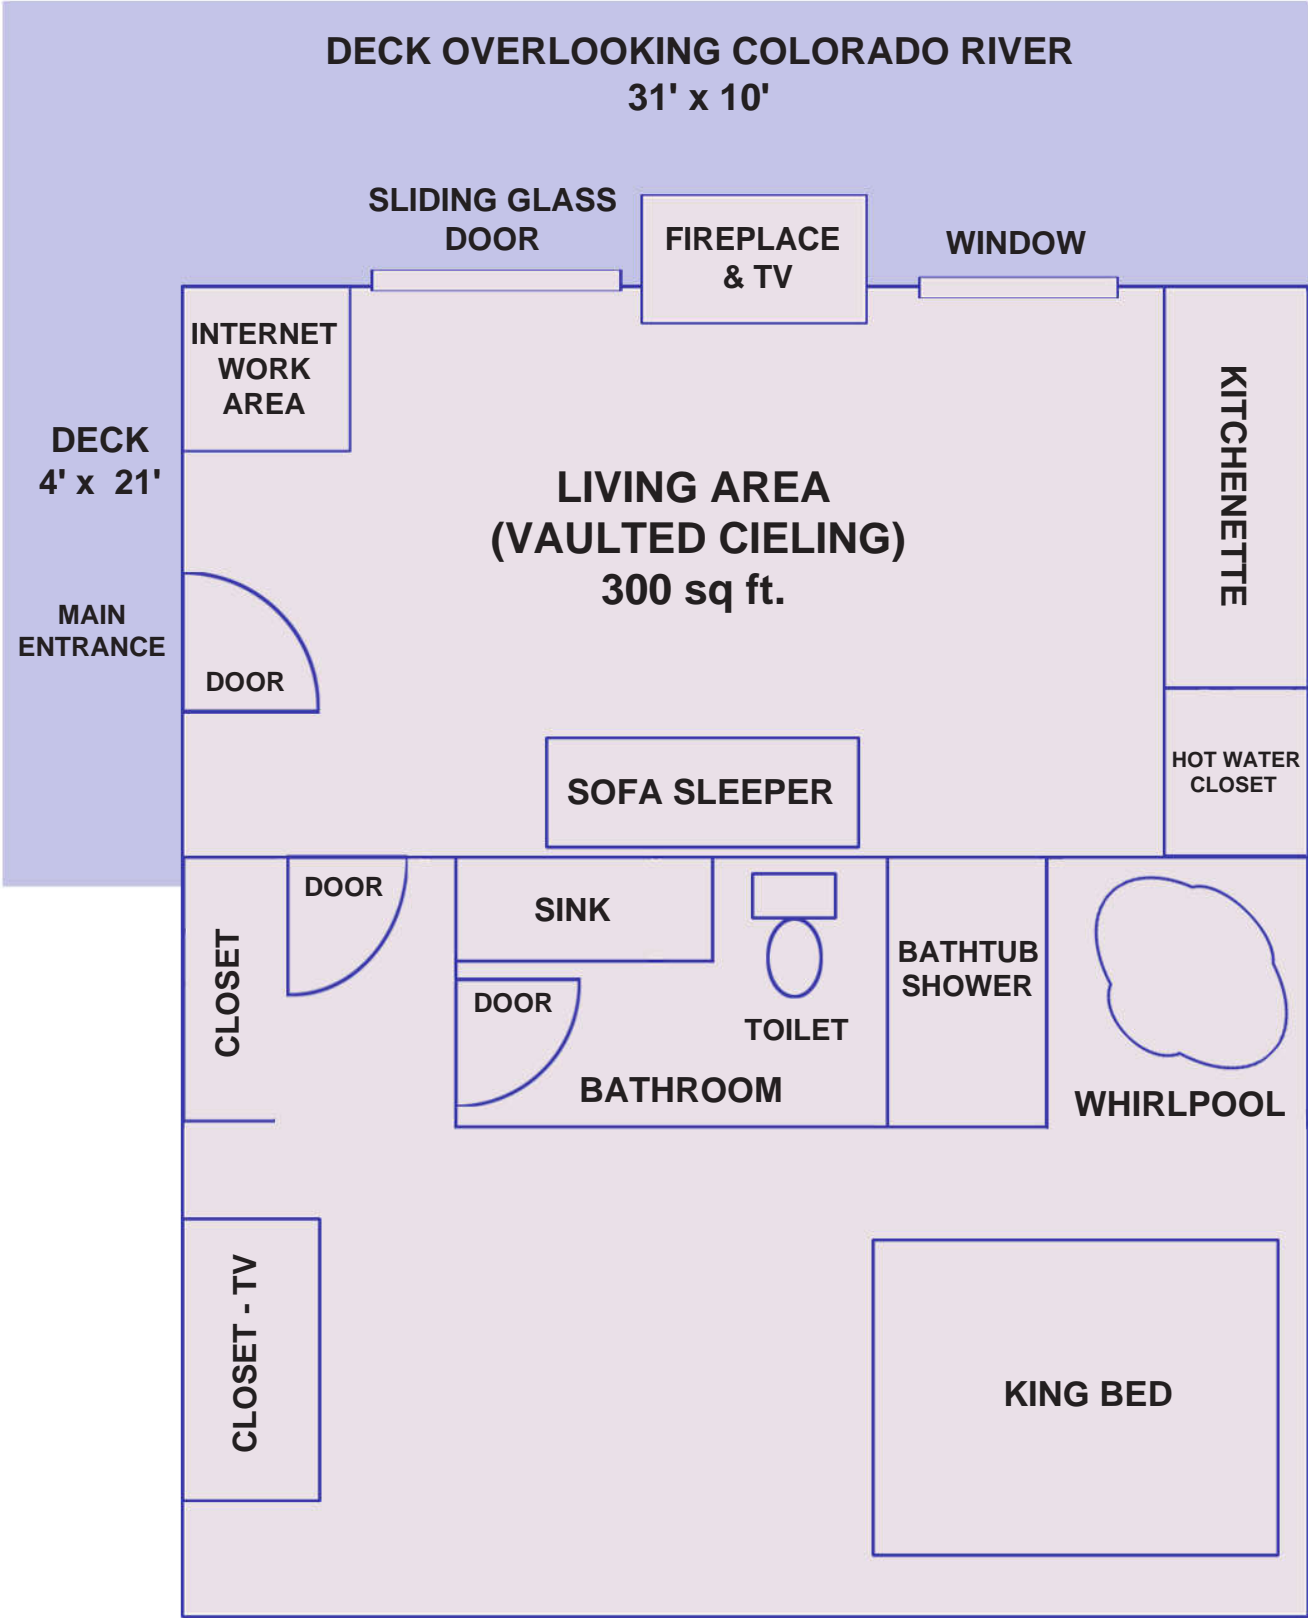 DECK OVERLOOKING COLORADO RIVER
31' x 10'
SLIDING GLASS
DOOR
FIREPLACE
& TV
WINDOW
INTERNET
WORK
AREA
KITCHENETTE
DECK
4' x 21'
LIVING AREA
(VAULTED CIELING)
300 sq ft.
MAIN
ENTRANCE
DOOR
SOFA SLEEPER
HOT WATER
CLOSET
CLOSET
DOOR
SINK
DOOR
TOILET
BATHTUB
SHOWER
BATHROOM
WHIRLPOOL
CLOSET - TV
KING BED